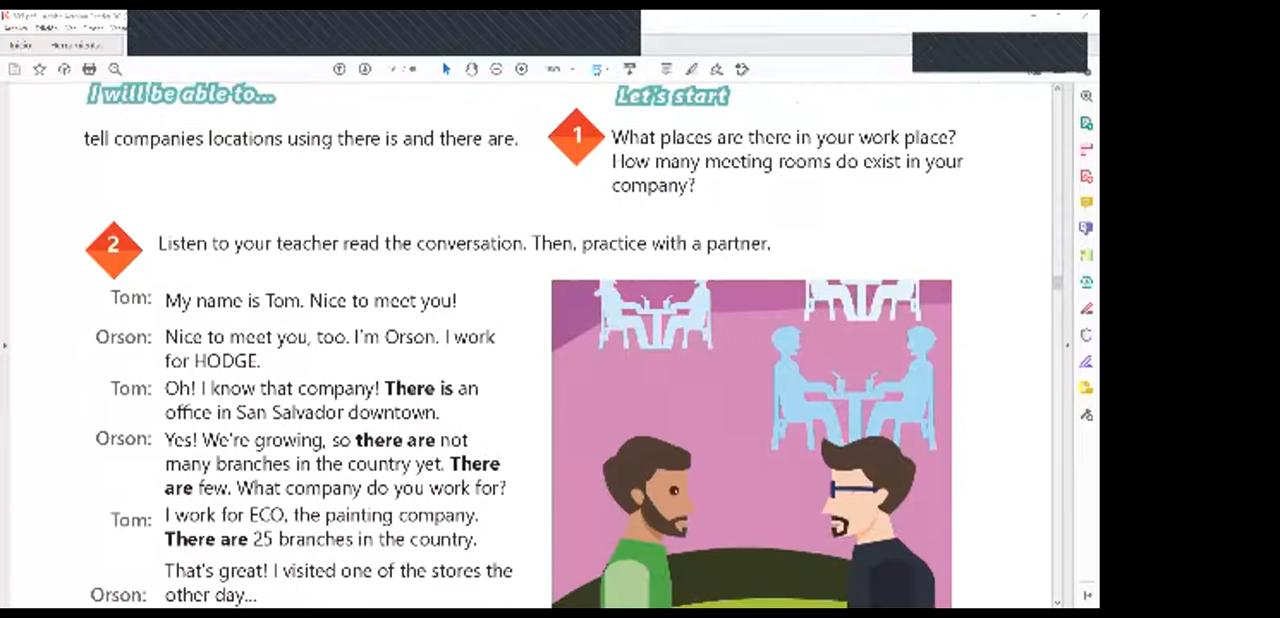 Inicio Herramientas
I will be able to...
tell companies locations using there is and there are.
Let's start
1
What places are there in your work place?
How many meeting rooms do exist in your
company?
2
Listen to your teacher read the conversation. Then, practice with a partner.
Tom: My name is Tom. Nice to meet you!
Orson: Nice to meet you, too. I'm Orson. I work
for HODGE.
Tom: Oh! I know that company! There is an
office in San Salvador downtown.
Orson: Yes! We're growing, so there are not
many branches in the country yet. There
are few. What company do you work for?
Tom: I work for ECO, the painting company.
There are 25 branches in the country.
That's great! I visited one of the stores the
Orson: other day...